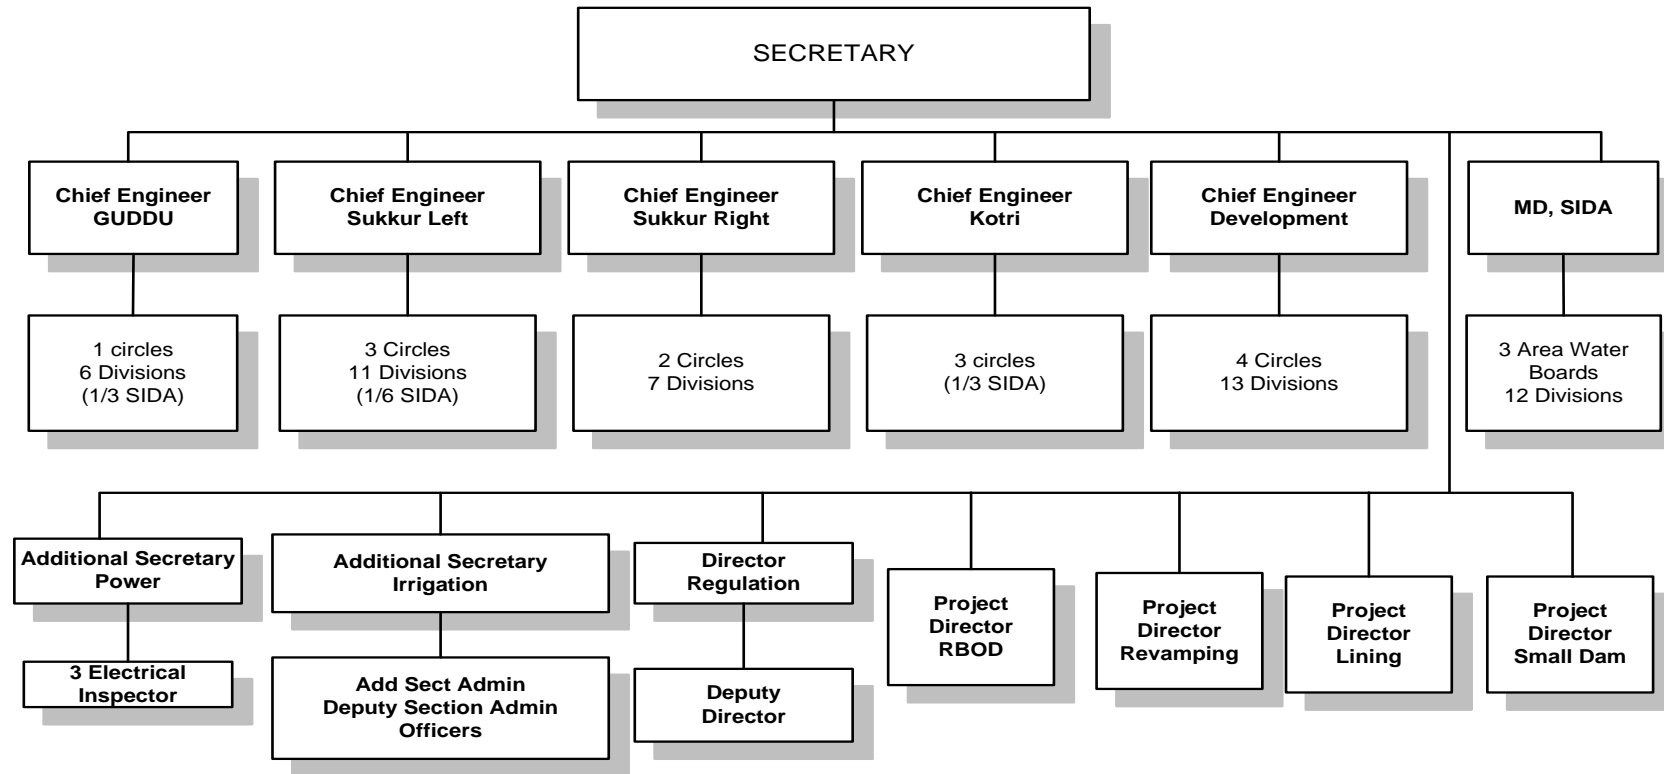 SECRETARY
Chief Engineer
GUDDU
Chief Engineer
Sukkur Left
Chief Engineer
Sukkur Right
Chief Engineer
Kotri
Chief Engineer
Development
MD, SIDA
1 circles
6 Divisions
(1/3 SIDA)
3 Circles
11 Divisions
(1/6 SIDA)
2 Circles
7 Divisions
3 circles
(1/3 SIDA)
4 Circles
13 Divisions
3 Area Water
Boards
12 Divisions
Additional Secretary
Power
Additional Secretary
Irrigation
Director
Regulation
Project
Director
RBOD
Project
Director
Revamping
Project
Director
Lining
Project
Director
Small Dam
3 Electrical
Inspector
Add Sect Admin
Deputy Section Admin
Officers
Deputy
Director